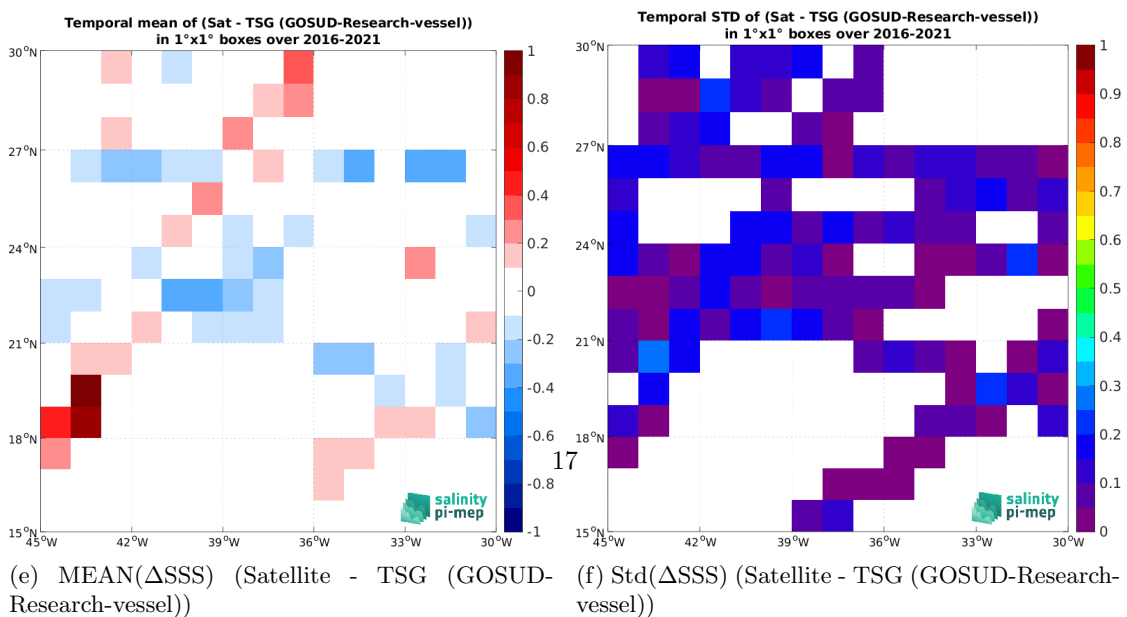 Temporal mean of (Sat - TSG (GOSUD-Research-vessel))
in 1°x1° boxes over 2016-2021
30°N
27°N
24°N
21°N
18°N
15°N
45°W
42°W
39°W
36°W
33°W
30°W
1
0.8
0.6
0.4
0.2
0
-0.2
-0.4
-0.6
-0.8
-1
salinity
pi-mep
Temporal STD of (Sat - TSG (GOSUD-Research-vessel))
in 1°x1° boxes over 2016-2021
30°N
27°N
24°N
21°N
18°N
15°N
45°W
42°W
39°W
36°W
33°W
30°W
1
0.9
0.8
0.7
0.6
0.5
0.4
0.3
0.2
0.1
0
salinity
pi-mep
17
(e) MEAN(ΔSSS) (Satellite - TSG (GOSUD-
Research-vessel))
(f) Std(ΔSSS) (Satellite - TSG (GOSUD-Research-
vessel))